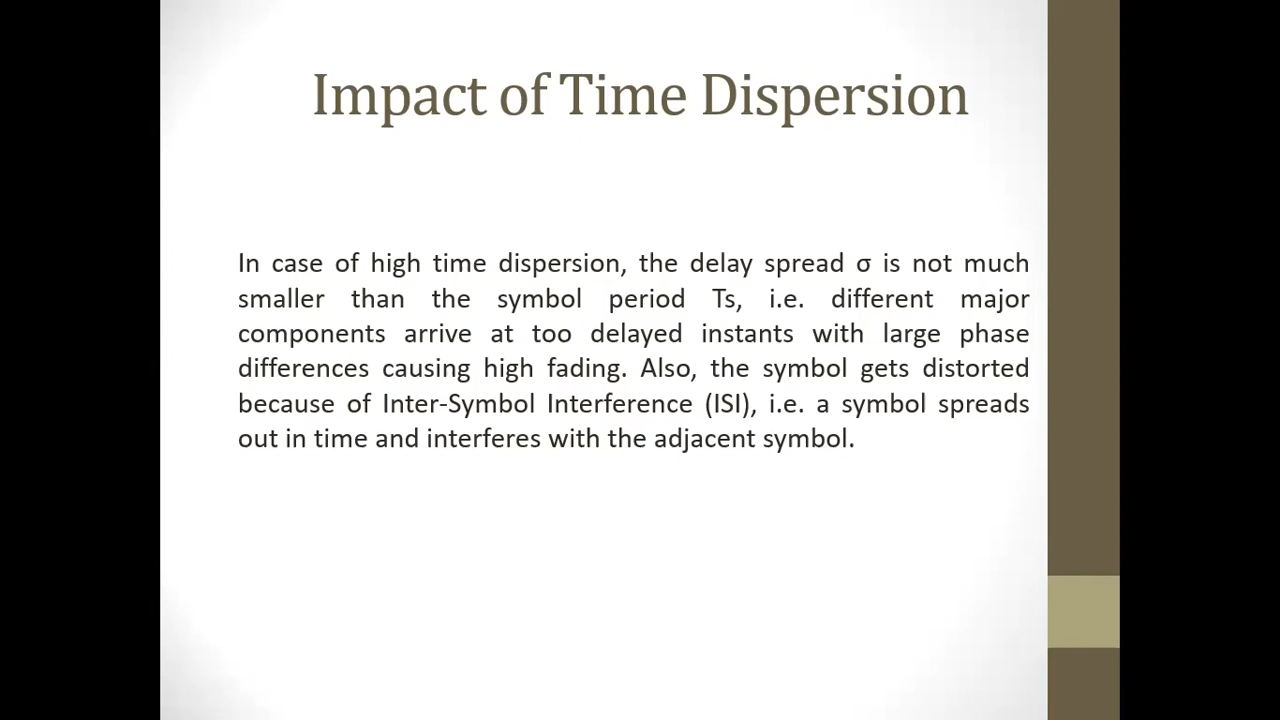 Impact of Time Dispersion
In case of high time dispersion, the delay spread σ is not much
smaller than the symbol period Ts, i.e. different major
components arrive at too delayed instants with large phase
differences causing high fading. Also, the symbol gets distorted
because of Inter-Symbol Interference (ISI), i.e. a symbol spreads
out in time and interferes with the adjacent symbol.